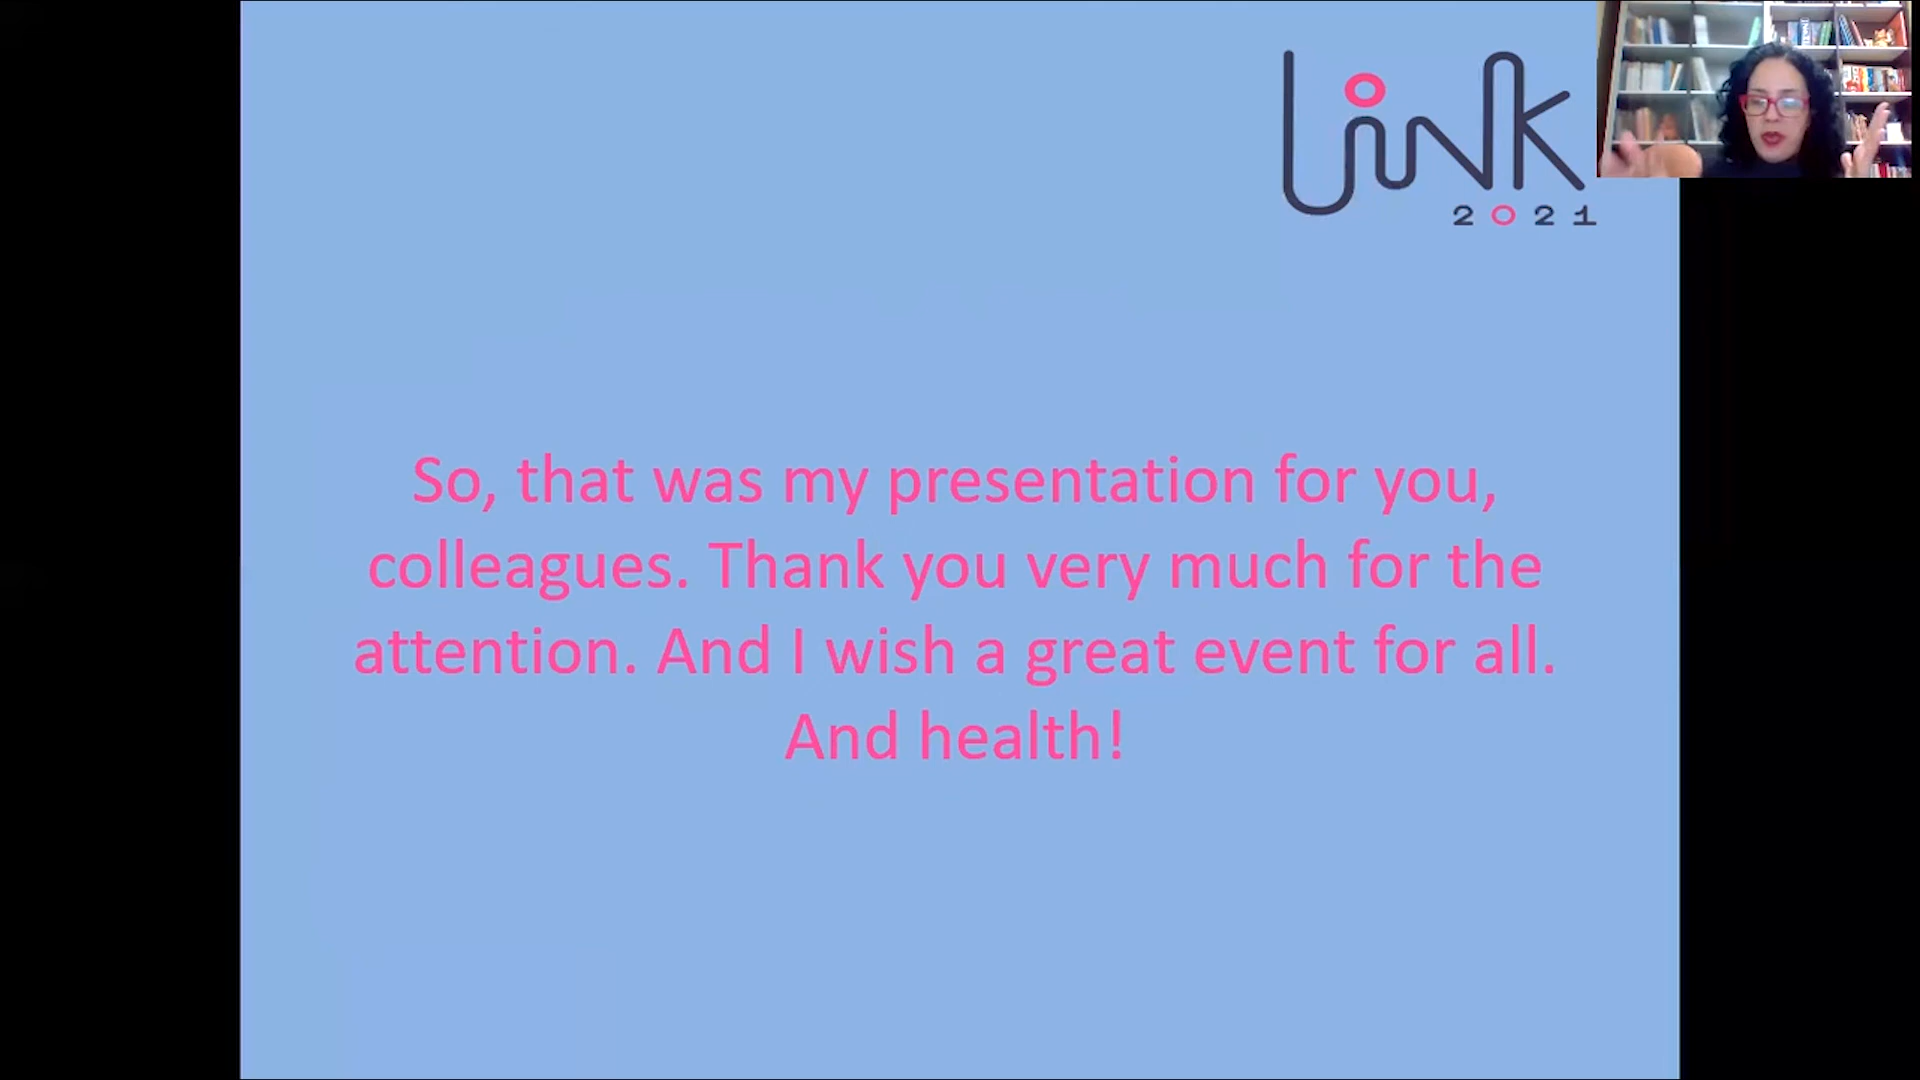 Link
2021
So, that was my presentation for you,
colleagues. Thank you very much for the
attention. And I wish a great event for all.
And health!